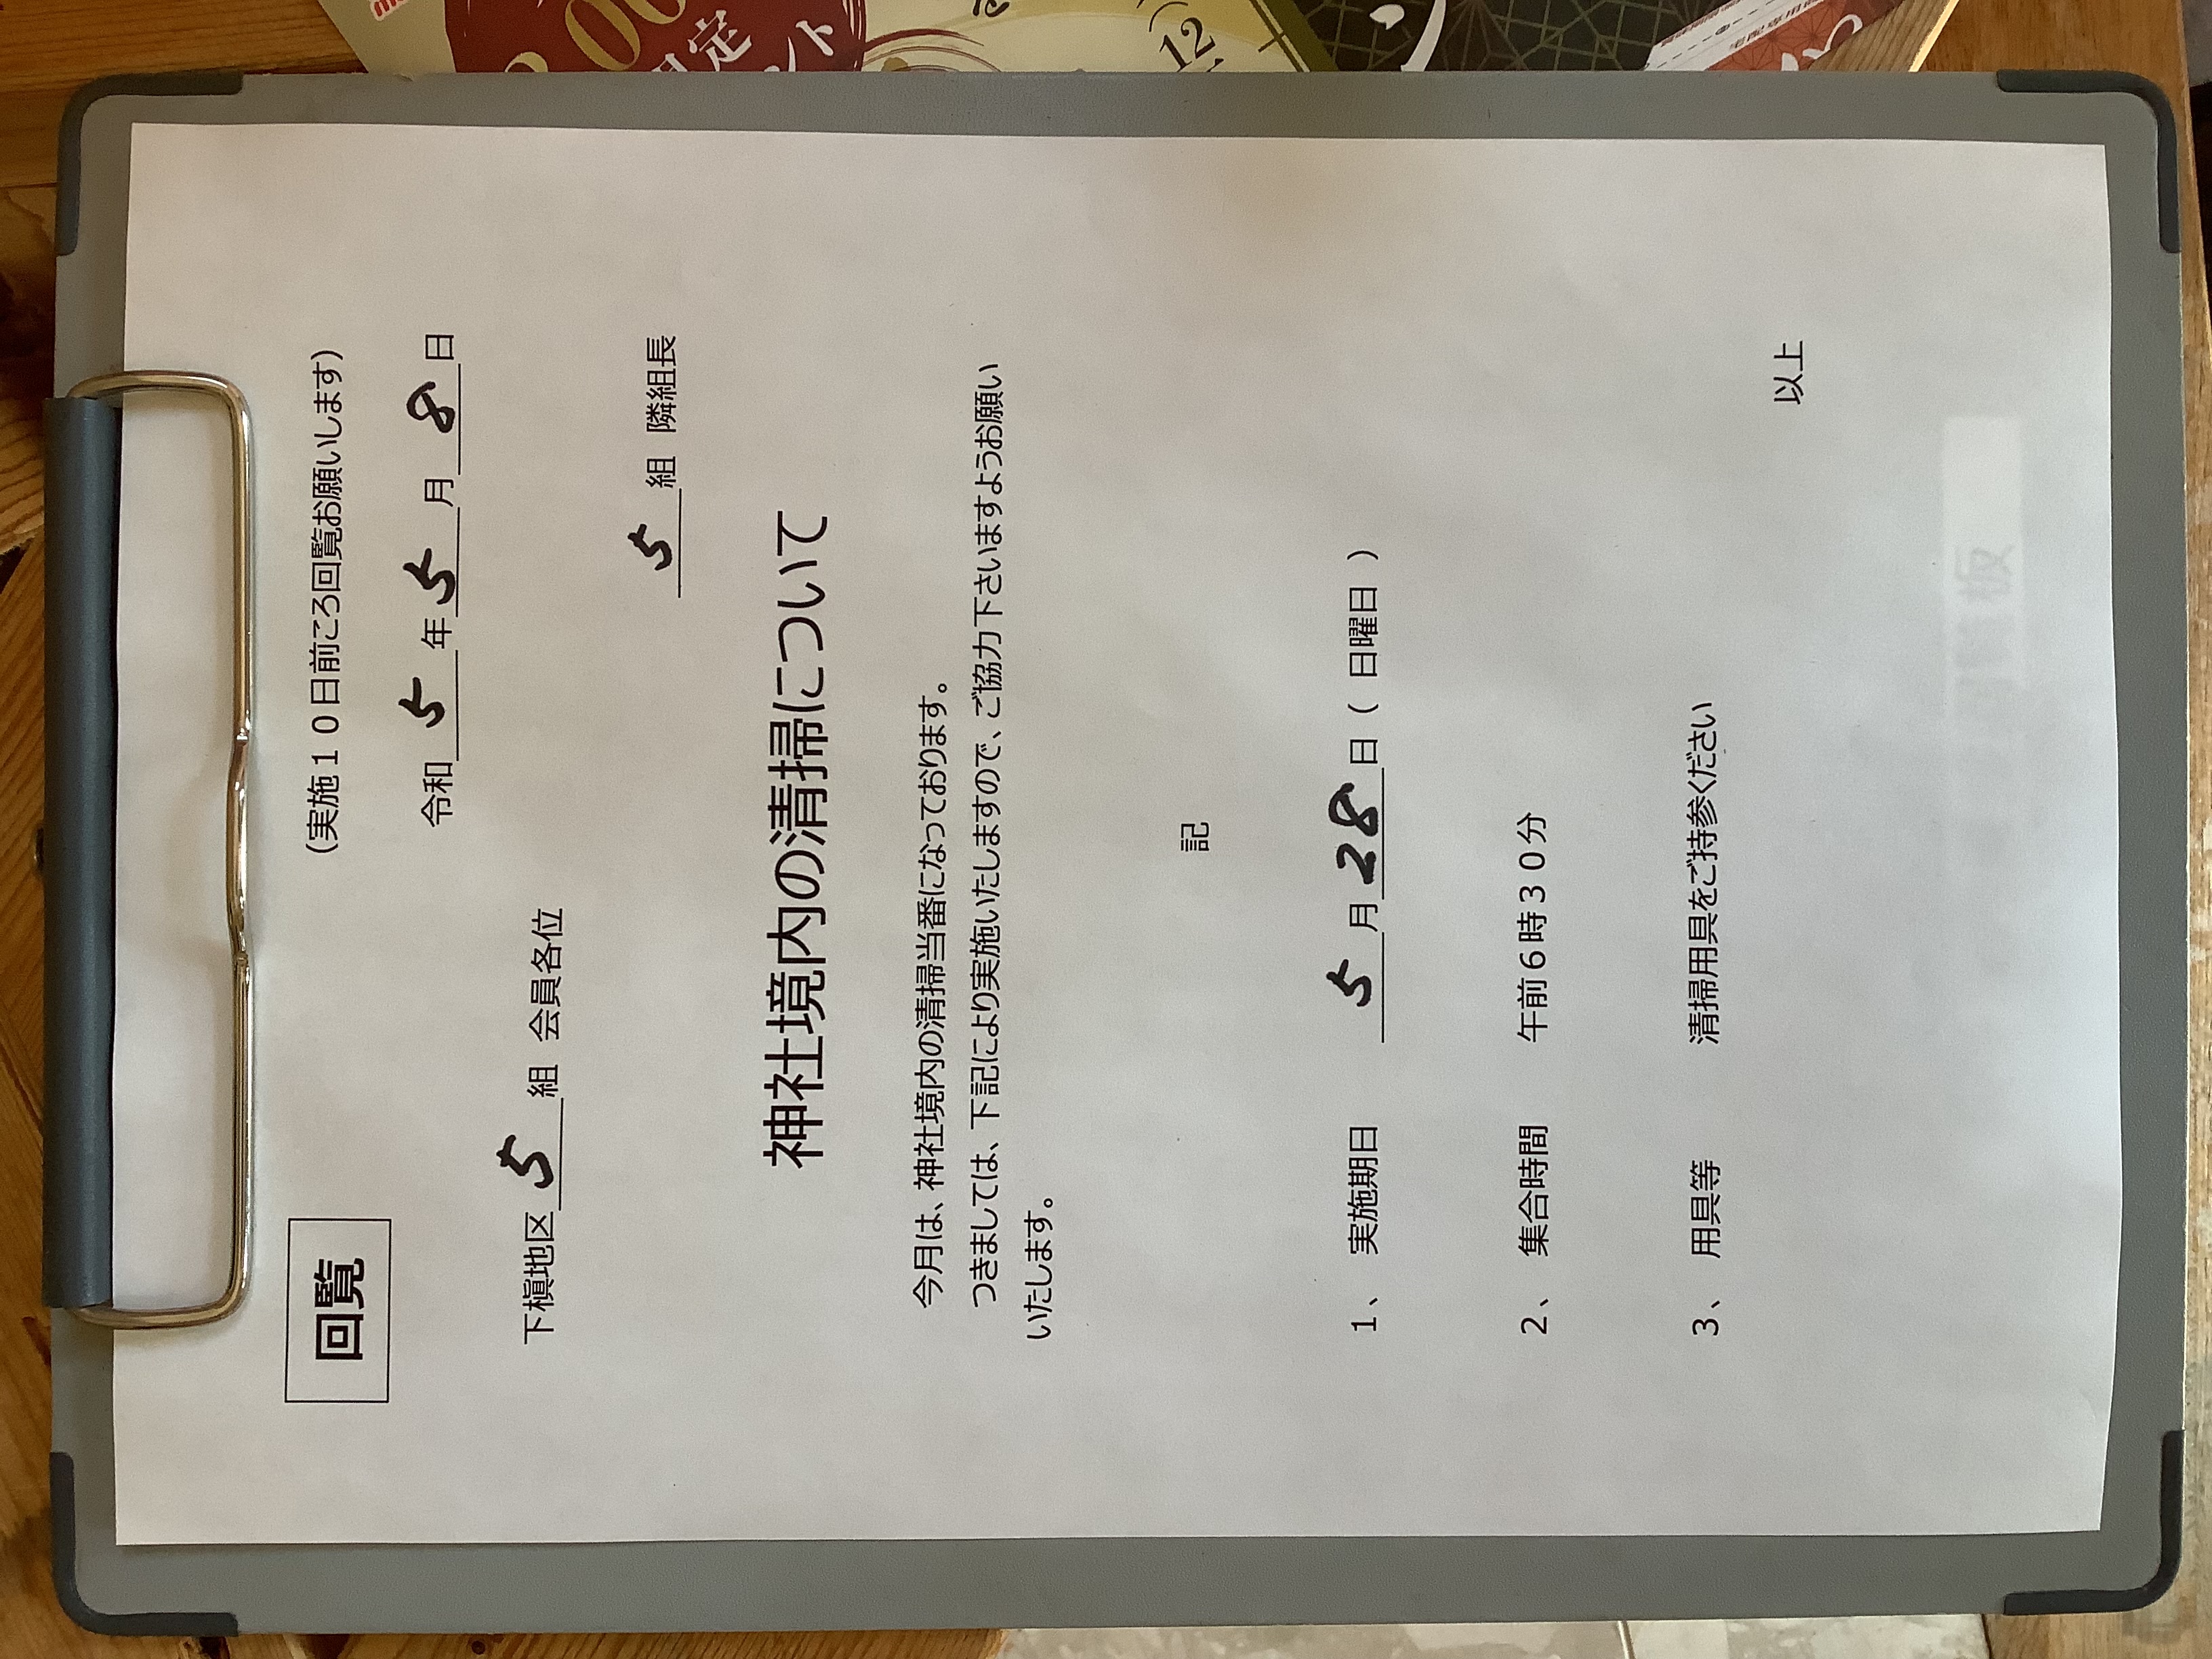 回覧
（実施１０日前ころ回覧お願いします）
令和 5 年 5 月 8 日
下槇地区 5 組 会員各位
5 組 隣組長
神社境内の清掃について
今月は、神社境内の清掃当番になっております。
つきましては、下記により実施いたしますので、ご協力下さいますようお願い
いたします。
記
１、 実施期日 5 月 28 日（ 日曜日 ）
２、 集合時間 午前６時３０分
３、 用具等 清掃用具をご持参ください
以上
回覧板
定
ント
12